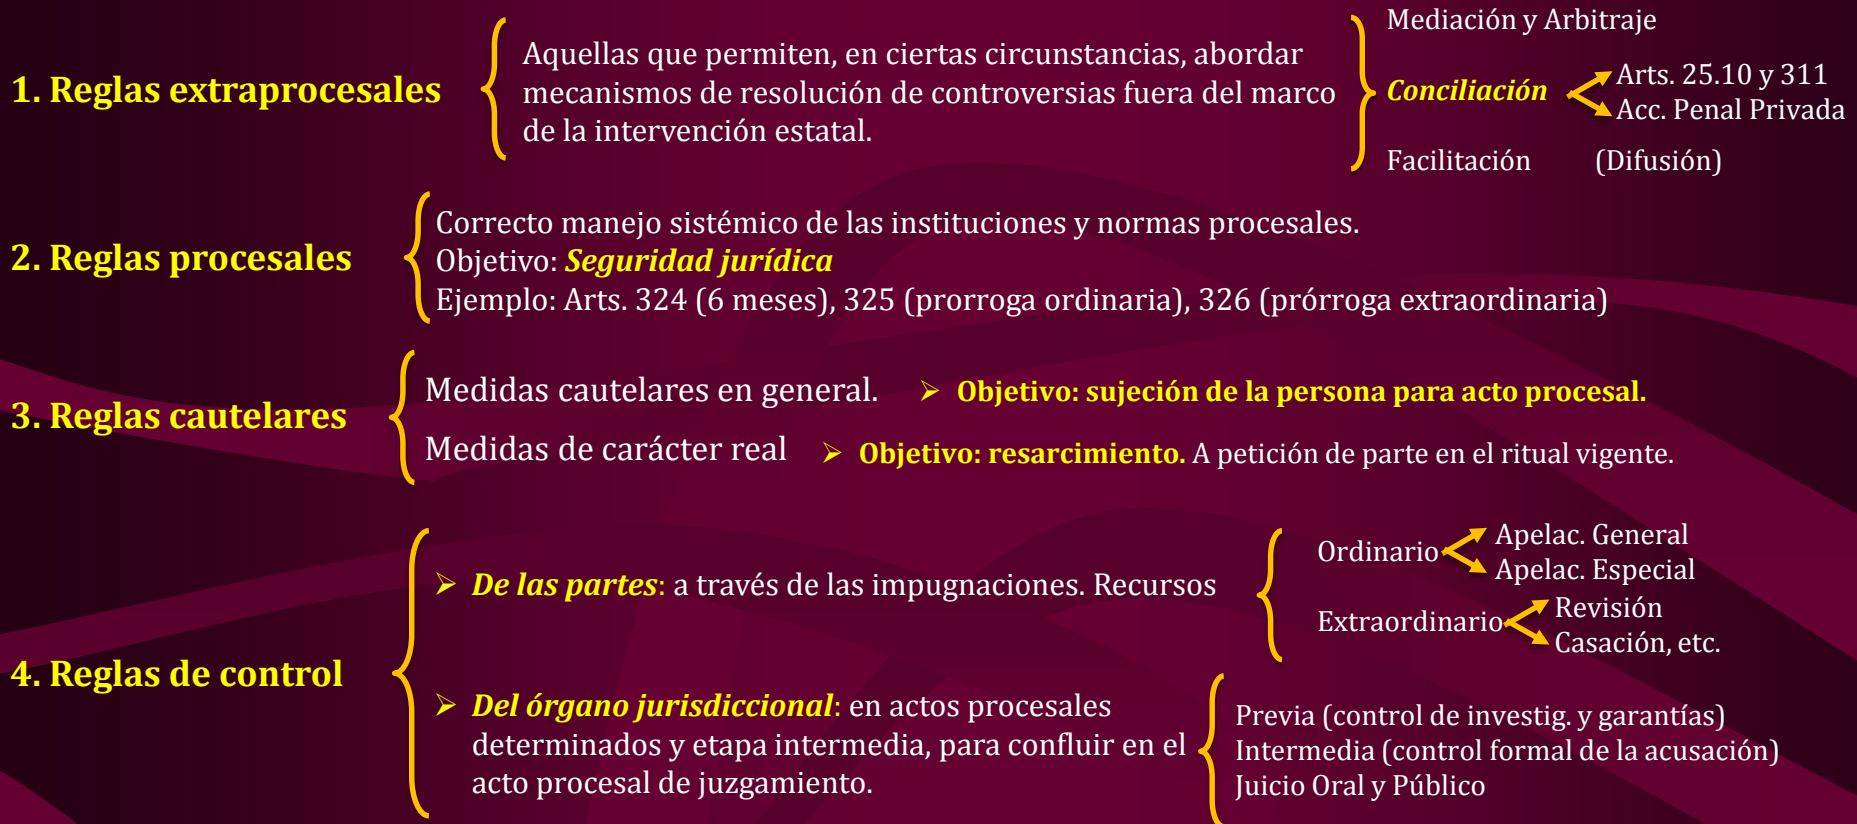 1. Reglas extraprocesales
Aquellas que permiten, en ciertas circunstancias, abordar
mecanismos de resolución de controversias fuera del marco
de la intervención estatal.
Mediación y Arbitraje
Conciliación
Arts. 25.10 y 311
Acc. Penal Privada
Facilitación (Difusión)
2. Reglas procesales
Correcto manejo sistémico de las instituciones y normas procesales.
Objetivo: Seguridad jurídica
Ejemplo: Arts. 324 (6 meses), 325 (prorroga ordinaria), 326 (prórroga extraordinaria)
3. Reglas cautelares
Medidas cautelares en general. ➢ Objetivo: sujeción de la persona para acto procesal.
Medidas de carácter real ➢ Objetivo: resarcimiento. A petición de parte en el ritual vigente.
4. Reglas de control
➢ De las partes: a través de las impugnaciones. Recursos
Ordinario
Apelac. General
Apelac. Especial
Extraordinario
Revisión
Casación, etc.
➢ Del órgano jurisdiccional: en actos procesales
determinados y etapa intermedia, para confluir en el
acto procesal de juzgamiento.
Previa (control de investig. y garantías)
Intermedia (control formal de la acusación)
Juicio Oral y Público